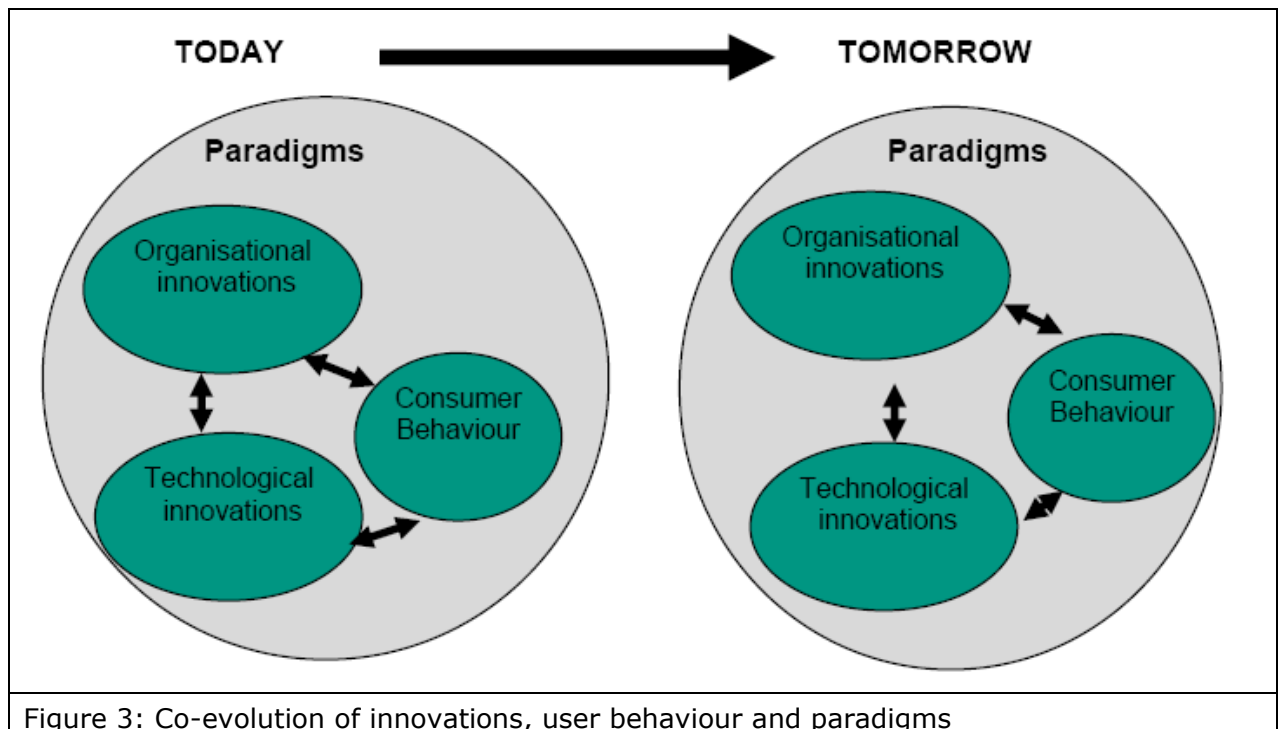 TODAY
TOMORROW
Paradigms
Organisational
innovations
Consumer
Behaviour
Technological
innovations
Paradigms
Organisational
innovations
Consumer
Behaviour
Technological
innovations
Figure 3: Co-evolution of innovations, user behaviour and paradigms